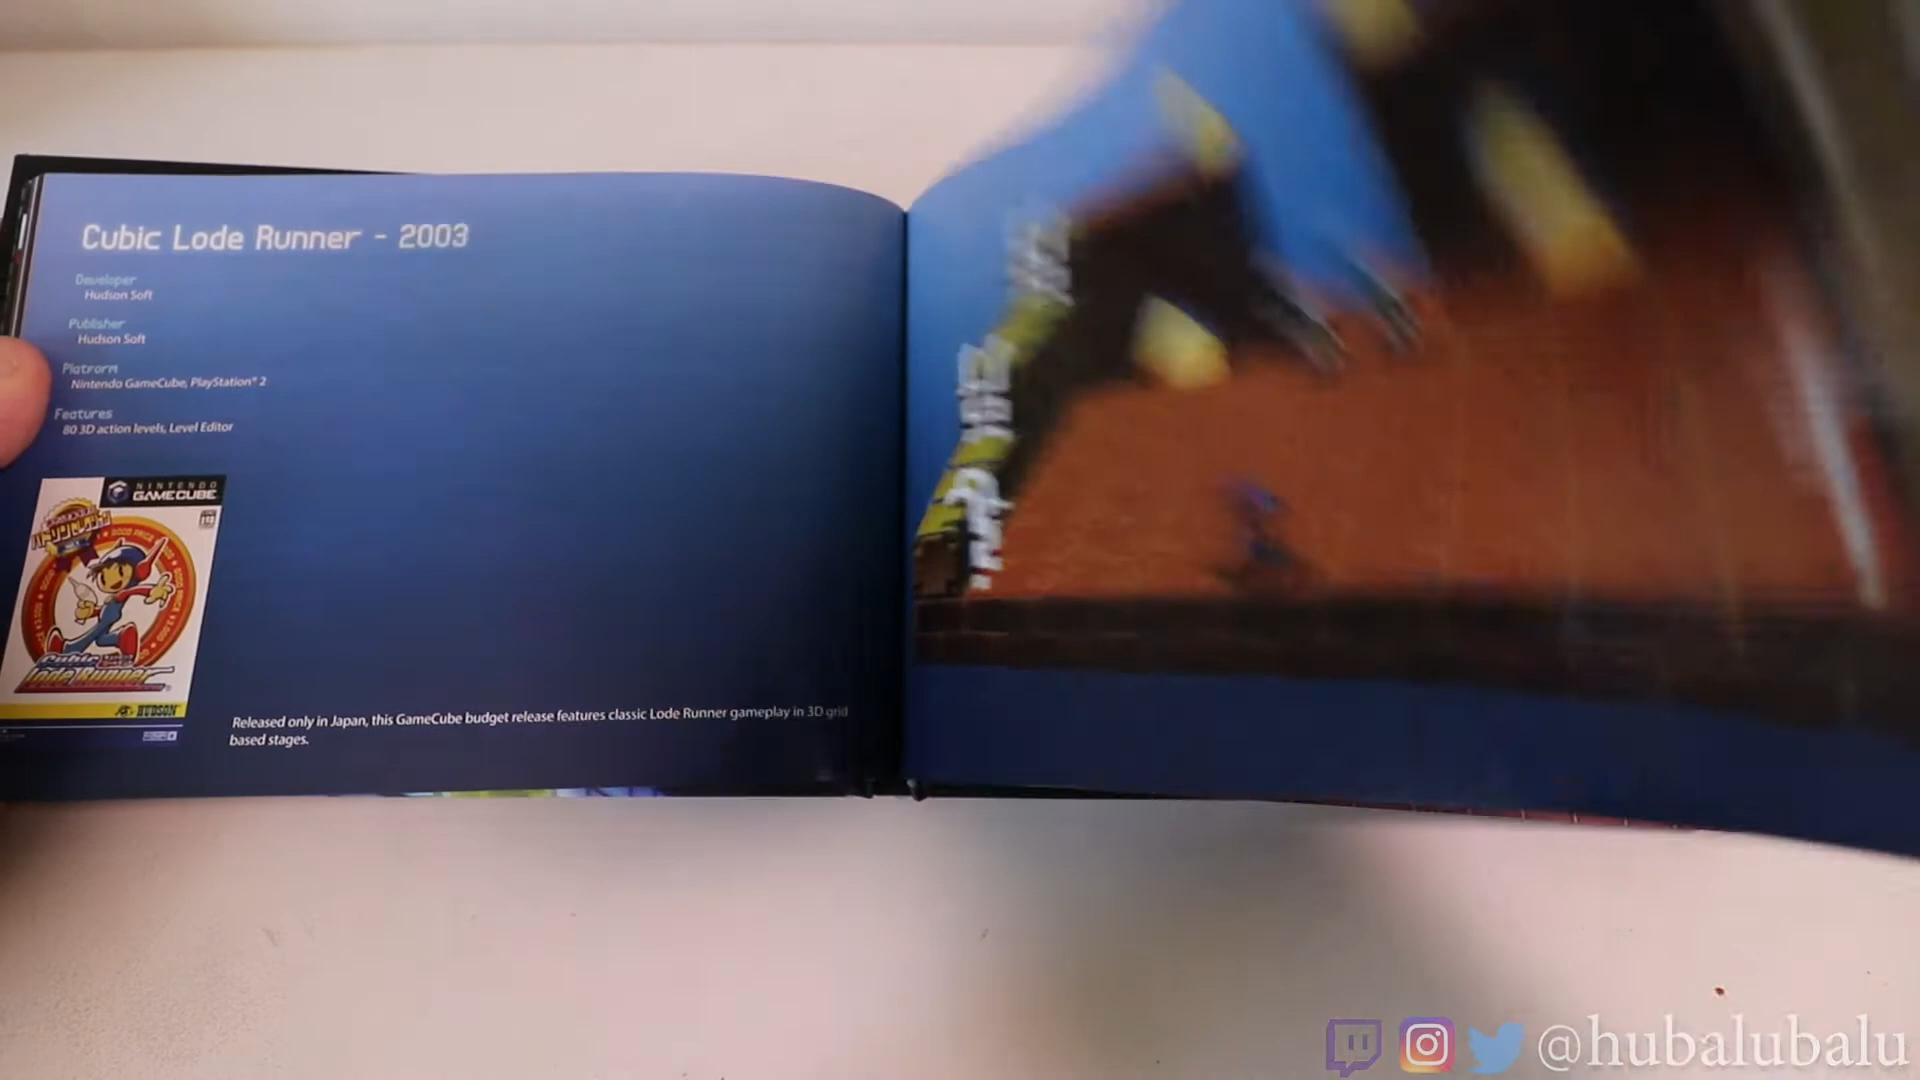 Cubic Lode Runner - 2003
Developer
Hudson Soft
Publisher
Hudson Soft
Platform
Nintendo GameCube, PlayStation® 2
Features
80 3D action levels, Level Editor
NINTENDO
GAMECUBE
Cubic
Lode Runner
HUDSON
Released only in Japan, this GameCube budget release features classic Lode Runner gameplay in 3D grid
based stages.
@hubalubalu